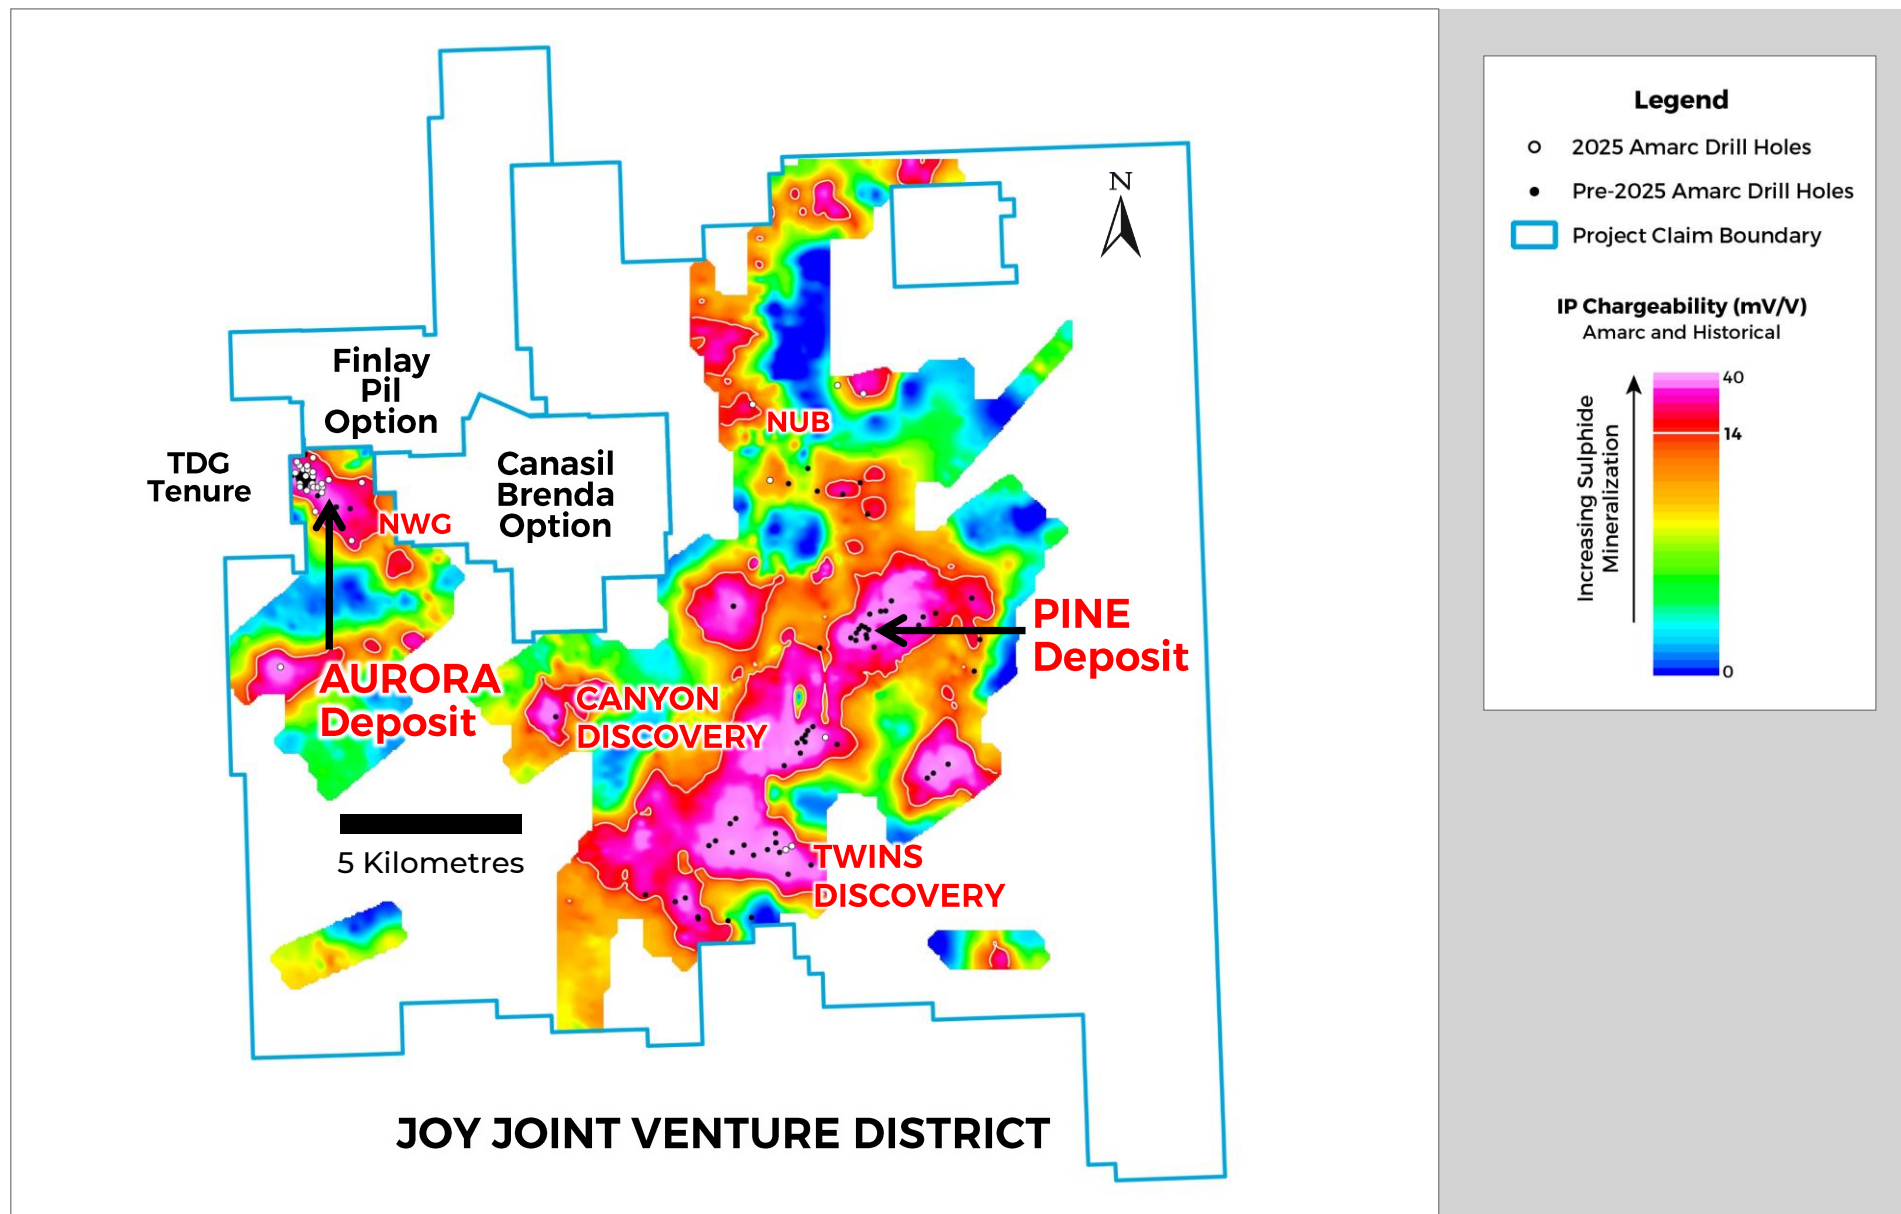 N
Finlay
Pil
Option
TDG
Tenure
Canasil
Brenda
Option
NUB
NWG
PINE
Deposit
AURORA
Deposit
CANYON
DISCOVERY
TWINS
DISCOVERY
5 Kilometres
JOY JOINT VENTURE DISTRICT
Legend
2025 Amarc Drill Holes
Pre-2025 Amarc Drill Holes
Project Claim Boundary
IP Chargeability (mV/V)
Amarc and Historical
40
14
0
Increasing Sulphide
Mineralization